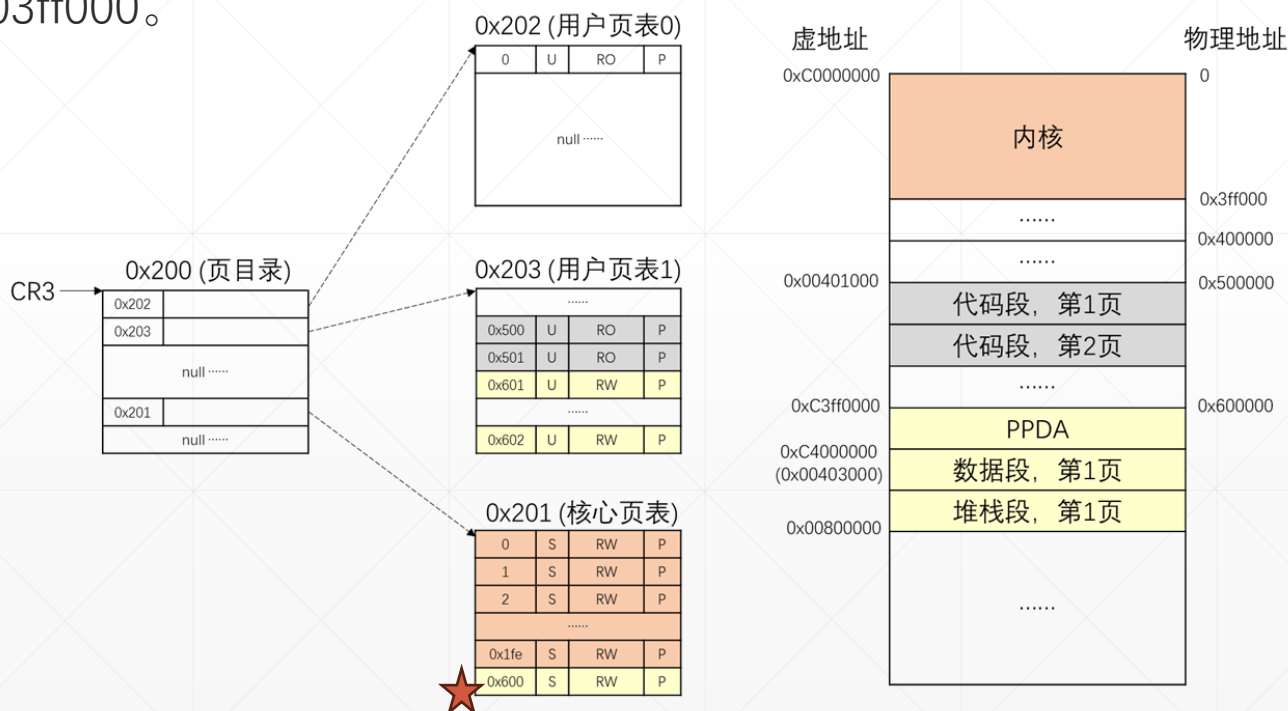 03ff000。
0x202 (用户页表0)
0 U RO P
null ······
CR3
0x200 (页目录)
0x202
0x203
null ······
0x201
null ······
0x203 (用户页表1)
······
0x500 U RO P
0x501 U RO P
0x601 U RW P
······
0x602 U RW P
0x201 (核心页表)
0 S RW P
1 S RW P
2 S RW P
······
0x1fe S RW P
0x600 S RW P
虚地址 物理地址
0xC0000000 0
内核
0x3ff000
······
0x400000
······
0x00401000 0x500000
代码段，第1页
代码段，第2页
······
0xC3ff0000 0x600000
PPDA
0xC4000000
(0x00403000) 数据段，第1页
堆栈段，第1页
0x00800000
······